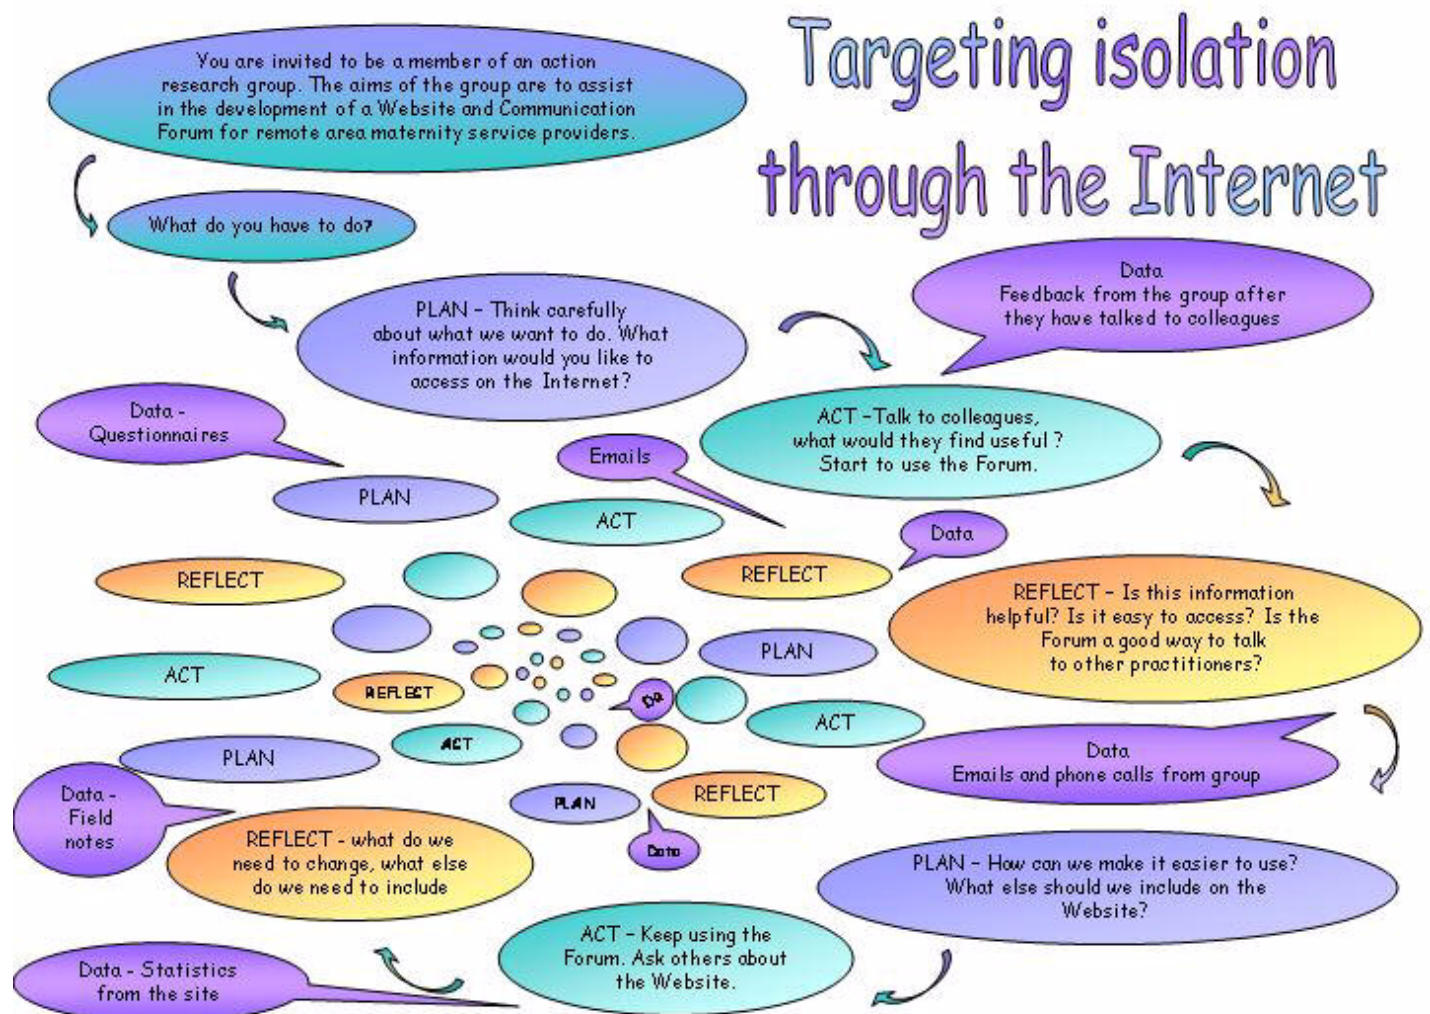 Targeting isolation
through the Internet
You are invited to be a member of an action
research group. The aims of the group are to assist
in the development of a Website and Communication
Forum for remote area maternity service providers.
What do you have to do?
PLAN – Think carefully
about what we want to do. What
information would you like to
access on the Internet?
Data
Feedback from the group after
they have talked to colleagues
ACT –Talk to colleagues,
what would they find useful ?
Start to use the Forum.
Data -
Questionnaires
Emails
PLAN
ACT
Data
REFLECT
REFLECT
REFLECT – Is this information
helpful? Is it easy to access? Is the
Forum a good way to talk
to other practitioners?
PLAN
ACT
REFLECT
Da
ACT
ACT
PLAN
Data
Emails and phone calls from group
Data -
Field
notes
PLAN
REFLECT
REFLECT - what do we
need to change, what else
do we need to include
Data
PLAN – How can we make it easier to use?
What else should we include on the
Website?
ACT – Keep using the
Forum. Ask others about
the Website.
Data - Statistics
from the site